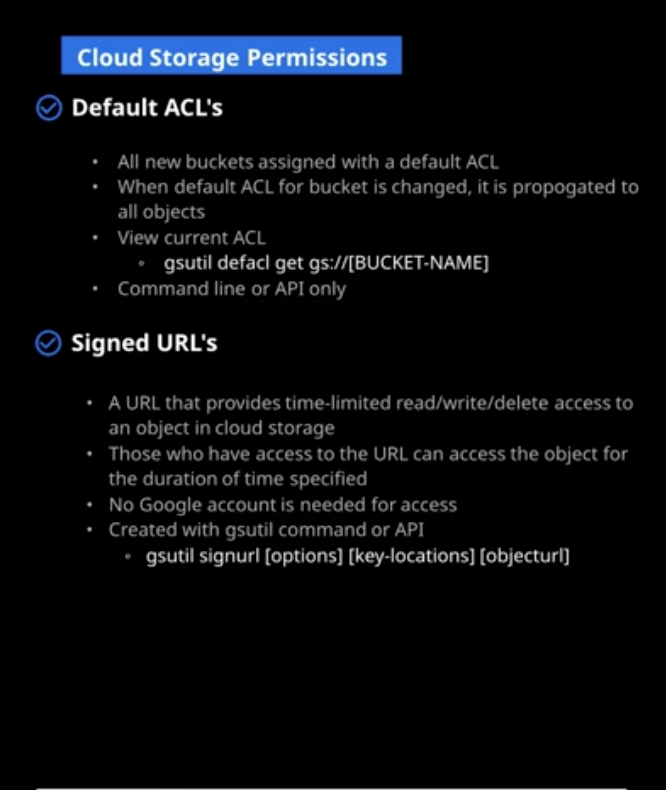 Cloud Storage Permissions
Default ACL's
• All new buckets assigned with a default ACL
• When default ACL for bucket is changed, it is propogated to
all objects
• View current ACL
◦ gsutil defacl get gs://[BUCKET-NAME]
• Command line or API only
Signed URL's
• A URL that provides time-limited read/write/delete access to
an object in cloud storage
• Those who have access to the URL can access the object for
the duration of time specified
• No Google account is needed for access
• Created with gsutil command or API
◦ gsutil signurl [options] [key-locations] [objecturl]